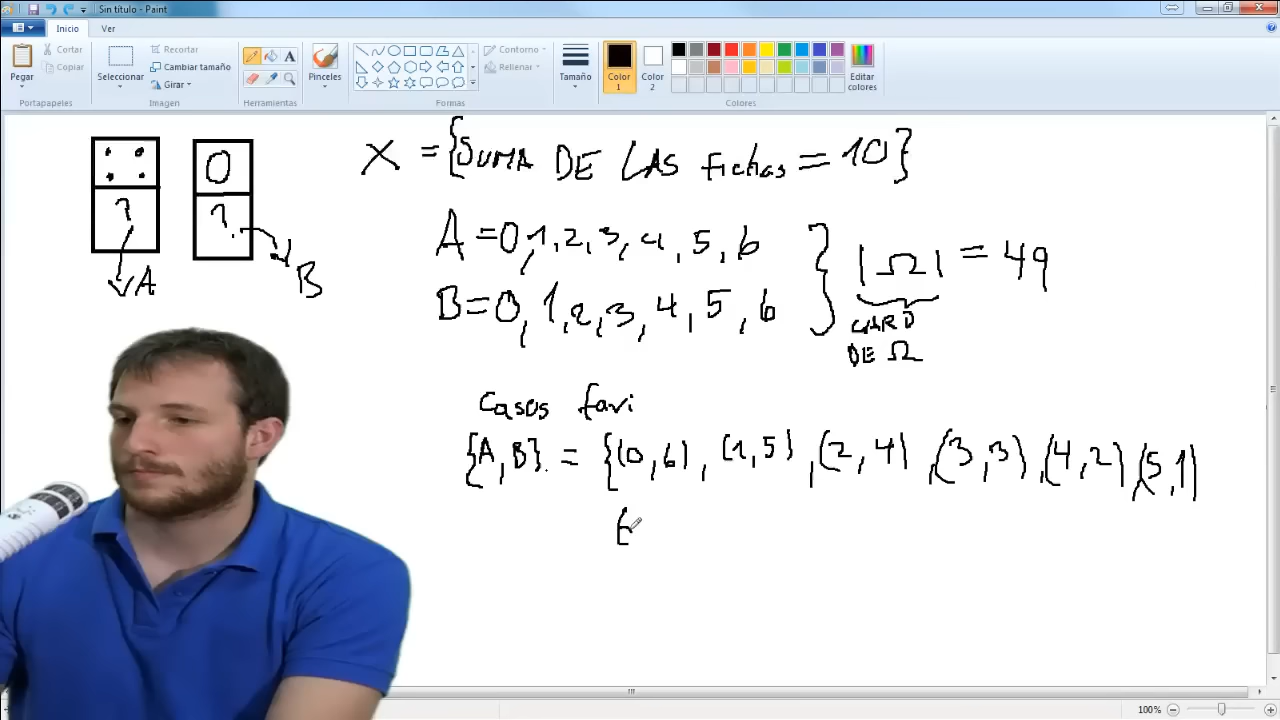 Sin título - Paint
Inicio Ver
Pegar
Cortar
Copiar
Portapapeles
Seleccionar
Recortar
Cambiar tamaño
Girar
Imagen
A
Herramientas
Pinceles
Contorno
Rellenar
Formas
Tamaño
Color 1
Color 2
Editar colores
Colores
X = {SUMA DE LAS fichas = 10}
0
?
?
A
B
A = 0, 1, 2, 3, 4, 5, 6
B = 0, 1, 2, 3, 4, 5, 6
} |Ω| = 49
CARD
DE Ω
Casos favi
{A, B} = {(0, 6), (1, 5), (2, 4), (3, 3), (4, 2), (5, 1)
(
100%